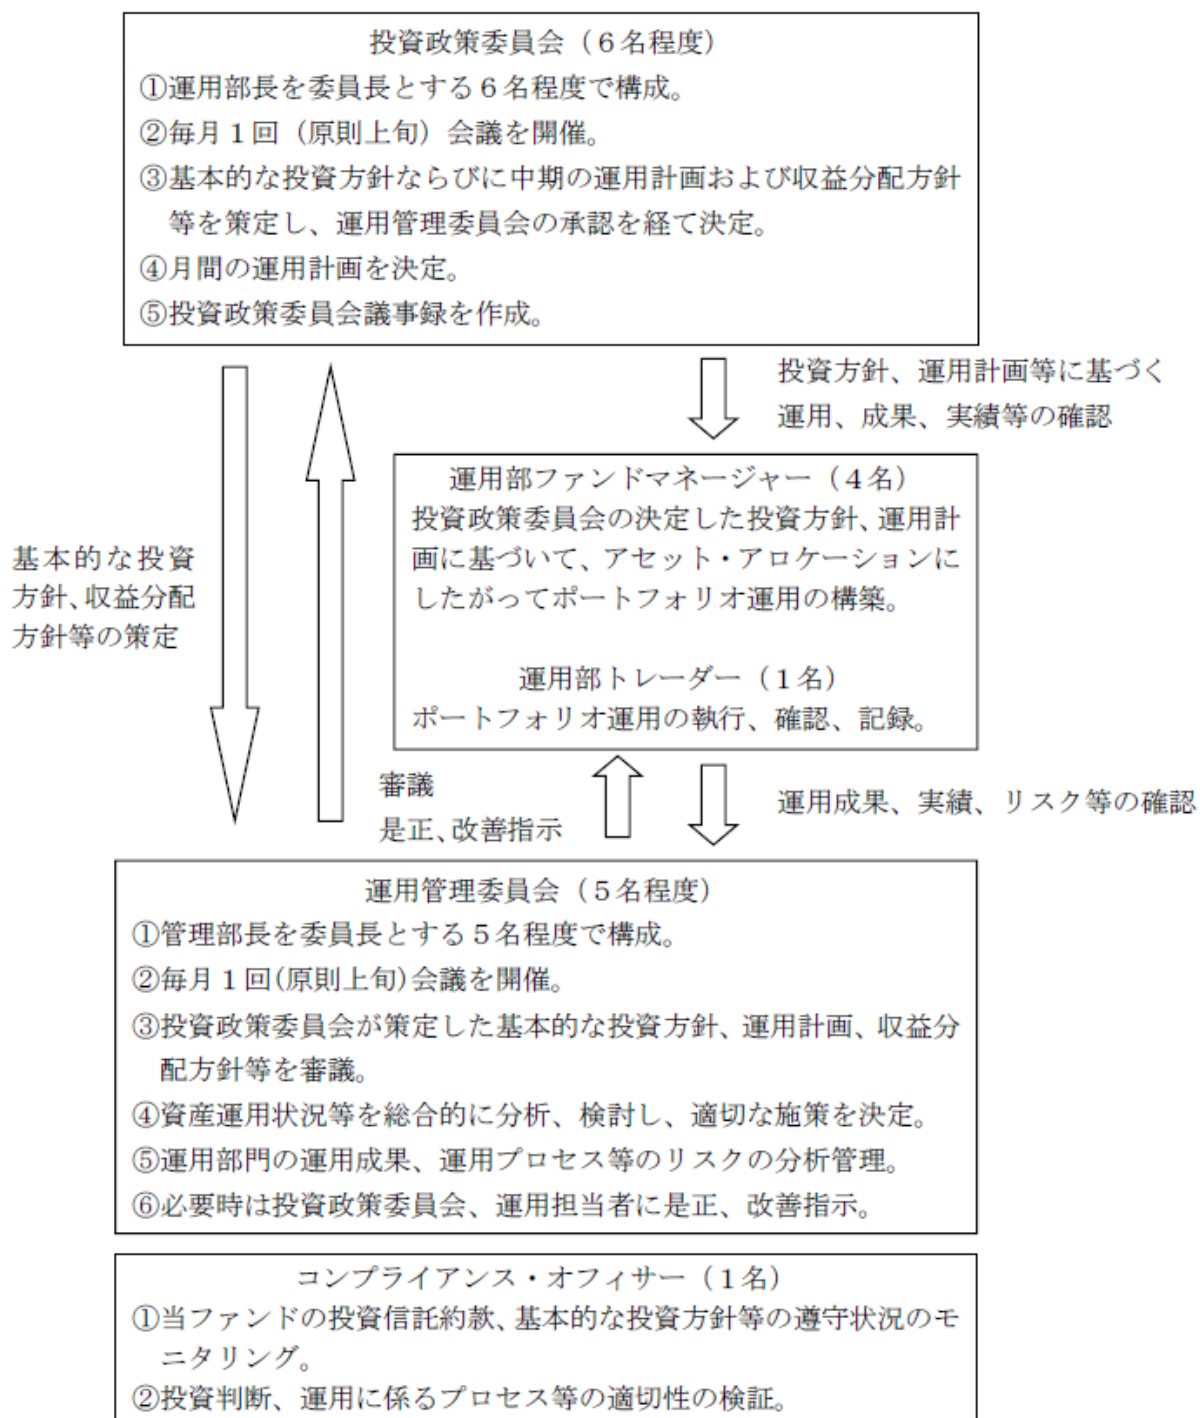 投資政策委員会（６名程度）
①運用部長を委員長とする６名程度で構成。
②毎月１回（原則上旬）会議を開催。
③基本的な投資方針ならびに中期の運用計画および収益分配方針
等を策定し、運用管理委員会の承認を経て決定。
④月間の運用計画を決定。
⑤投資政策委員会議事録を作成。
投資方針、運用計画等に基づく
運用、成果、実績等の確認
基本的な投資
方針、収益分配
方針等の策定
運用部ファンドマネージャー（４名）
投資政策委員会の決定した投資方針、運用計
画に基づいて、アセット・アロケーションに
したがってポートフォリオ運用の構築。
運用部トレーダー（１名）
ポートフォリオ運用の執行、確認、記録。
審議
是正、改善指示
運用成果、実績、リスク等の確認
運用管理委員会（５名程度）
①管理部長を委員長とする５名程度で構成。
②毎月１回(原則上旬)会議を開催。
③投資政策委員会が策定した基本的な投資方針、運用計画、収益分
配方針等を審議。
④資産運用状況等を総合的に分析、検討し、適切な施策を決定。
⑤運用部門の運用成果、運用プロセス等のリスクの分析管理。
⑥必要時は投資政策委員会、運用担当者に是正、改善指示。
コンプライアンス・オフィサー（１名）
①当ファンドの投資信託約款、基本的な投資方針等の遵守状況のモ
ニタリング。
②投資判断、運用に係るプロセス等の適切性の検証。